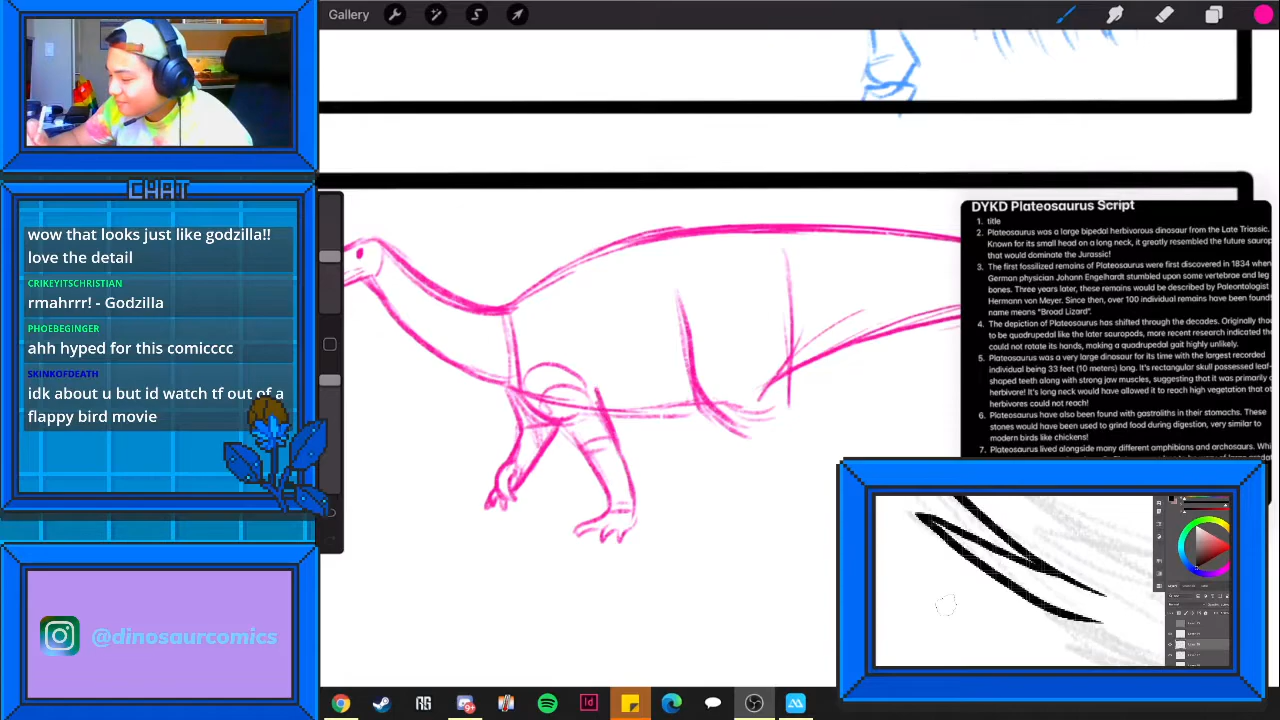 Gallery
CHAT
wow that looks just like godzilla!!
love the detail
CRIKEYITSCHRISTIAN
rmahrrr! - Godzilla
PHOEBEGINGER
ahh hyped for this comicccc
SKINKOFDEATH
idk about u but id watch tf out of a
flappy bird movie
@dinosaurcomics
DYKD Plateosaurus Script
1. title
2. Plateosaurus was a large bipedal herbivorous dinosaur from the Late Triassic.
Known for its small head on a long neck, it greatly resembled the future saurop
that would dominate the Jurassic!
3. The first fossilized remains of Plateosaurus were first discovered in 1834 when
German physician Johann Engelhardt stumbled upon some vertebrae and leg
bones. Three years later, these remains would be described by Paleontologist
Hermann von Meyer. Since then, over 100 individual remains have been found
name means “Broad Lizard”.
4. The depiction of Plateosaurus has shifted through the decades. Originally tho
to be quadrupedal like the later sauropods, more recent research indicated the
could not rotate its hands, making a quadrupedal gait highly unlikely.
5. Plateosaurus was a very large dinosaur for its time with the largest recorded
individual being 33 feet (10 meters) long. It's rectangular skull possessed leaf-
shaped teeth along with strong jaw muscles, suggesting that it was primarily
herbivore! It's long neck would have allowed it to reach high vegetation that o
herbivores could not reach!
6. Plateosaurus have also been found with gastroliths in their stomachs. These
stones would have been used to grind food during digestion, very similar to
modern birds like chickens!
7. Plateosaurus lived alongside many different amphibians and archosaurs. Whi